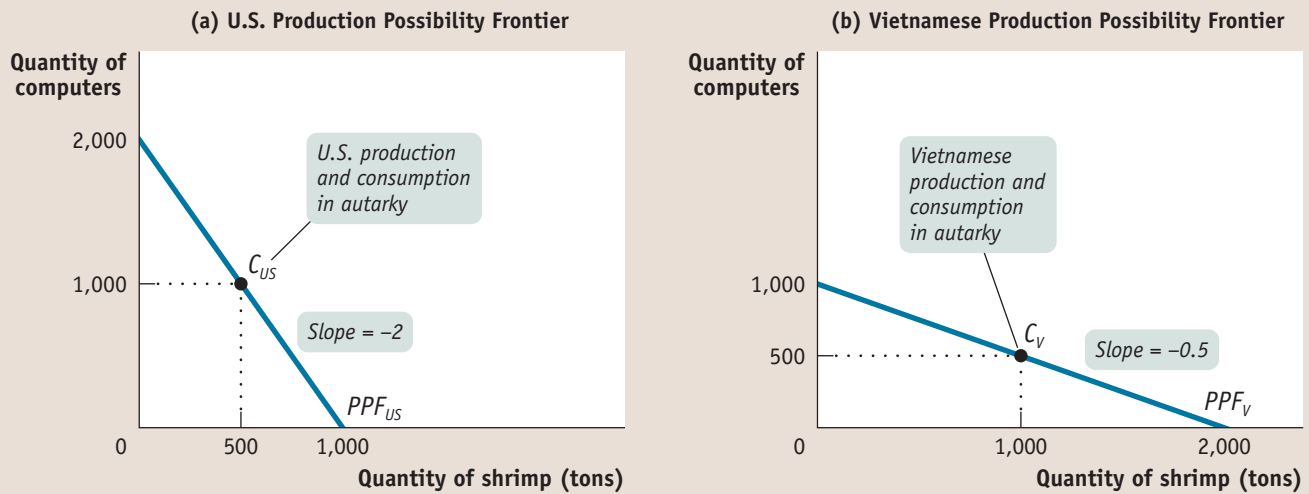 (a) U.S. Production Possibility Frontier
Quantity of
computers
2,000
1,000
U.S. production
and consumption
in autarky
C_US
Slope = –2
PPF_US
0
500
1,000
Quantity of shrimp (tons)
(b) Vietnamese Production Possibility Frontier
Quantity of
computers
1,000
500
Vietnamese
production and
consumption
in autarky
C_V
Slope = –0.5
PPF_V
0
1,000
2,000
Quantity of shrimp (tons)